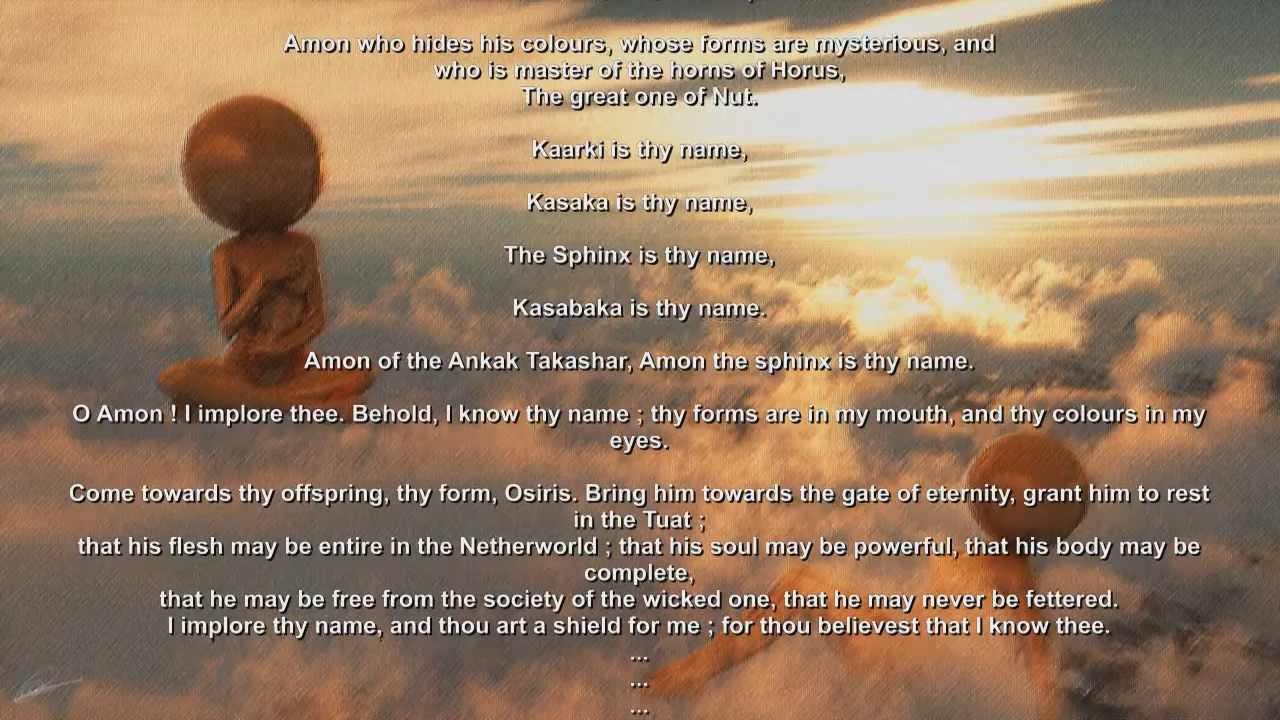 Amon who hides his colours, whose forms are mysterious, and
who is master of the horns of Horus,
The great one of Nut.
Kaarki is thy name,
Kasaka is thy name,
The Sphinx is thy name,
Kasabaka is thy name.
Amon of the Ankak Takashar, Amon the sphinx is thy name.
O Amon ! I implore thee. Behold, I know thy name ; thy forms are in my mouth, and thy colours in my
eyes.
Come towards thy offspring, thy form, Osiris. Bring him towards the gate of eternity, grant him to rest
in the Tuat ;
that his flesh may be entire in the Netherworld ; that his soul may be powerful, that his body may be
complete,
that he may be free from the society of the wicked one, that he may never be fettered.
I implore thy name, and thou art a shield for me ; for thou believest that I know thee.
...
...
...